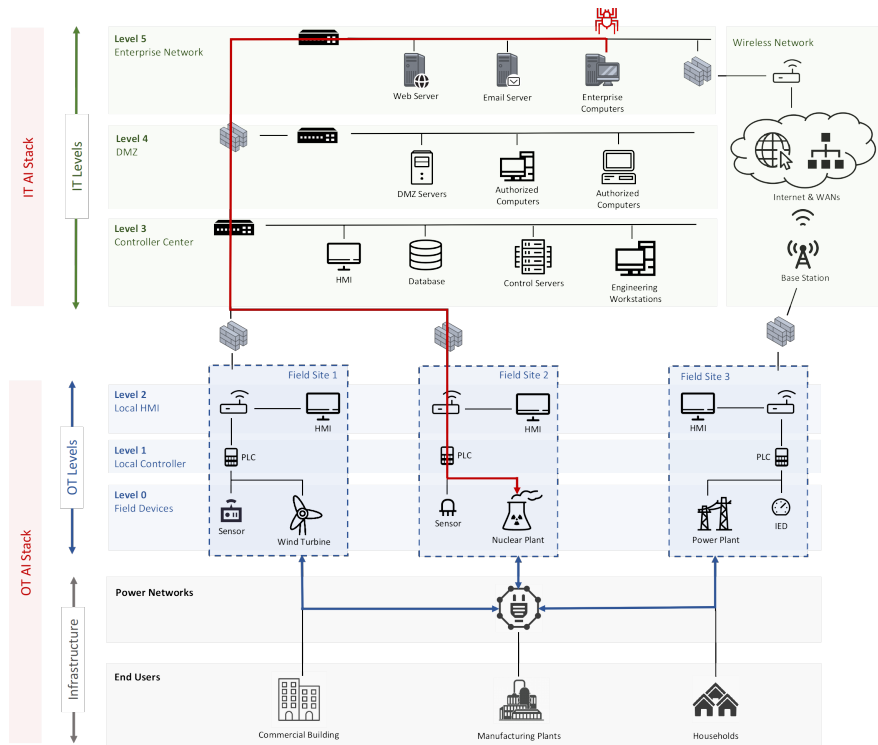 Level 5
Enterprise Network
Wireless Network
Web Server
Email Server
Enterprise
Computers
IT AI Stack
IT Levels
Level 4
DMZ
DMZ Servers
Authorized
Computers
Authorized
Computers
Internet & WANs
Level 3
Controller Center
HMI
Database
Control Servers
Engineering
Workstations
Base Station
Field Site 1
Field Site 2
Field Site 3
OT AI Stack
OT Levels
Level 2
Local HMI
HMI
HMI
HMI
Level 1
Local Controller
PLC
PLC
PLC
Level 0
Field Devices
Sensor
Wind Turbine
Sensor
Nuclear Plant
Power Plant
IED
Infrastructure
Power Networks
End Users
Commercial Building
Manufacturing Plants
Households